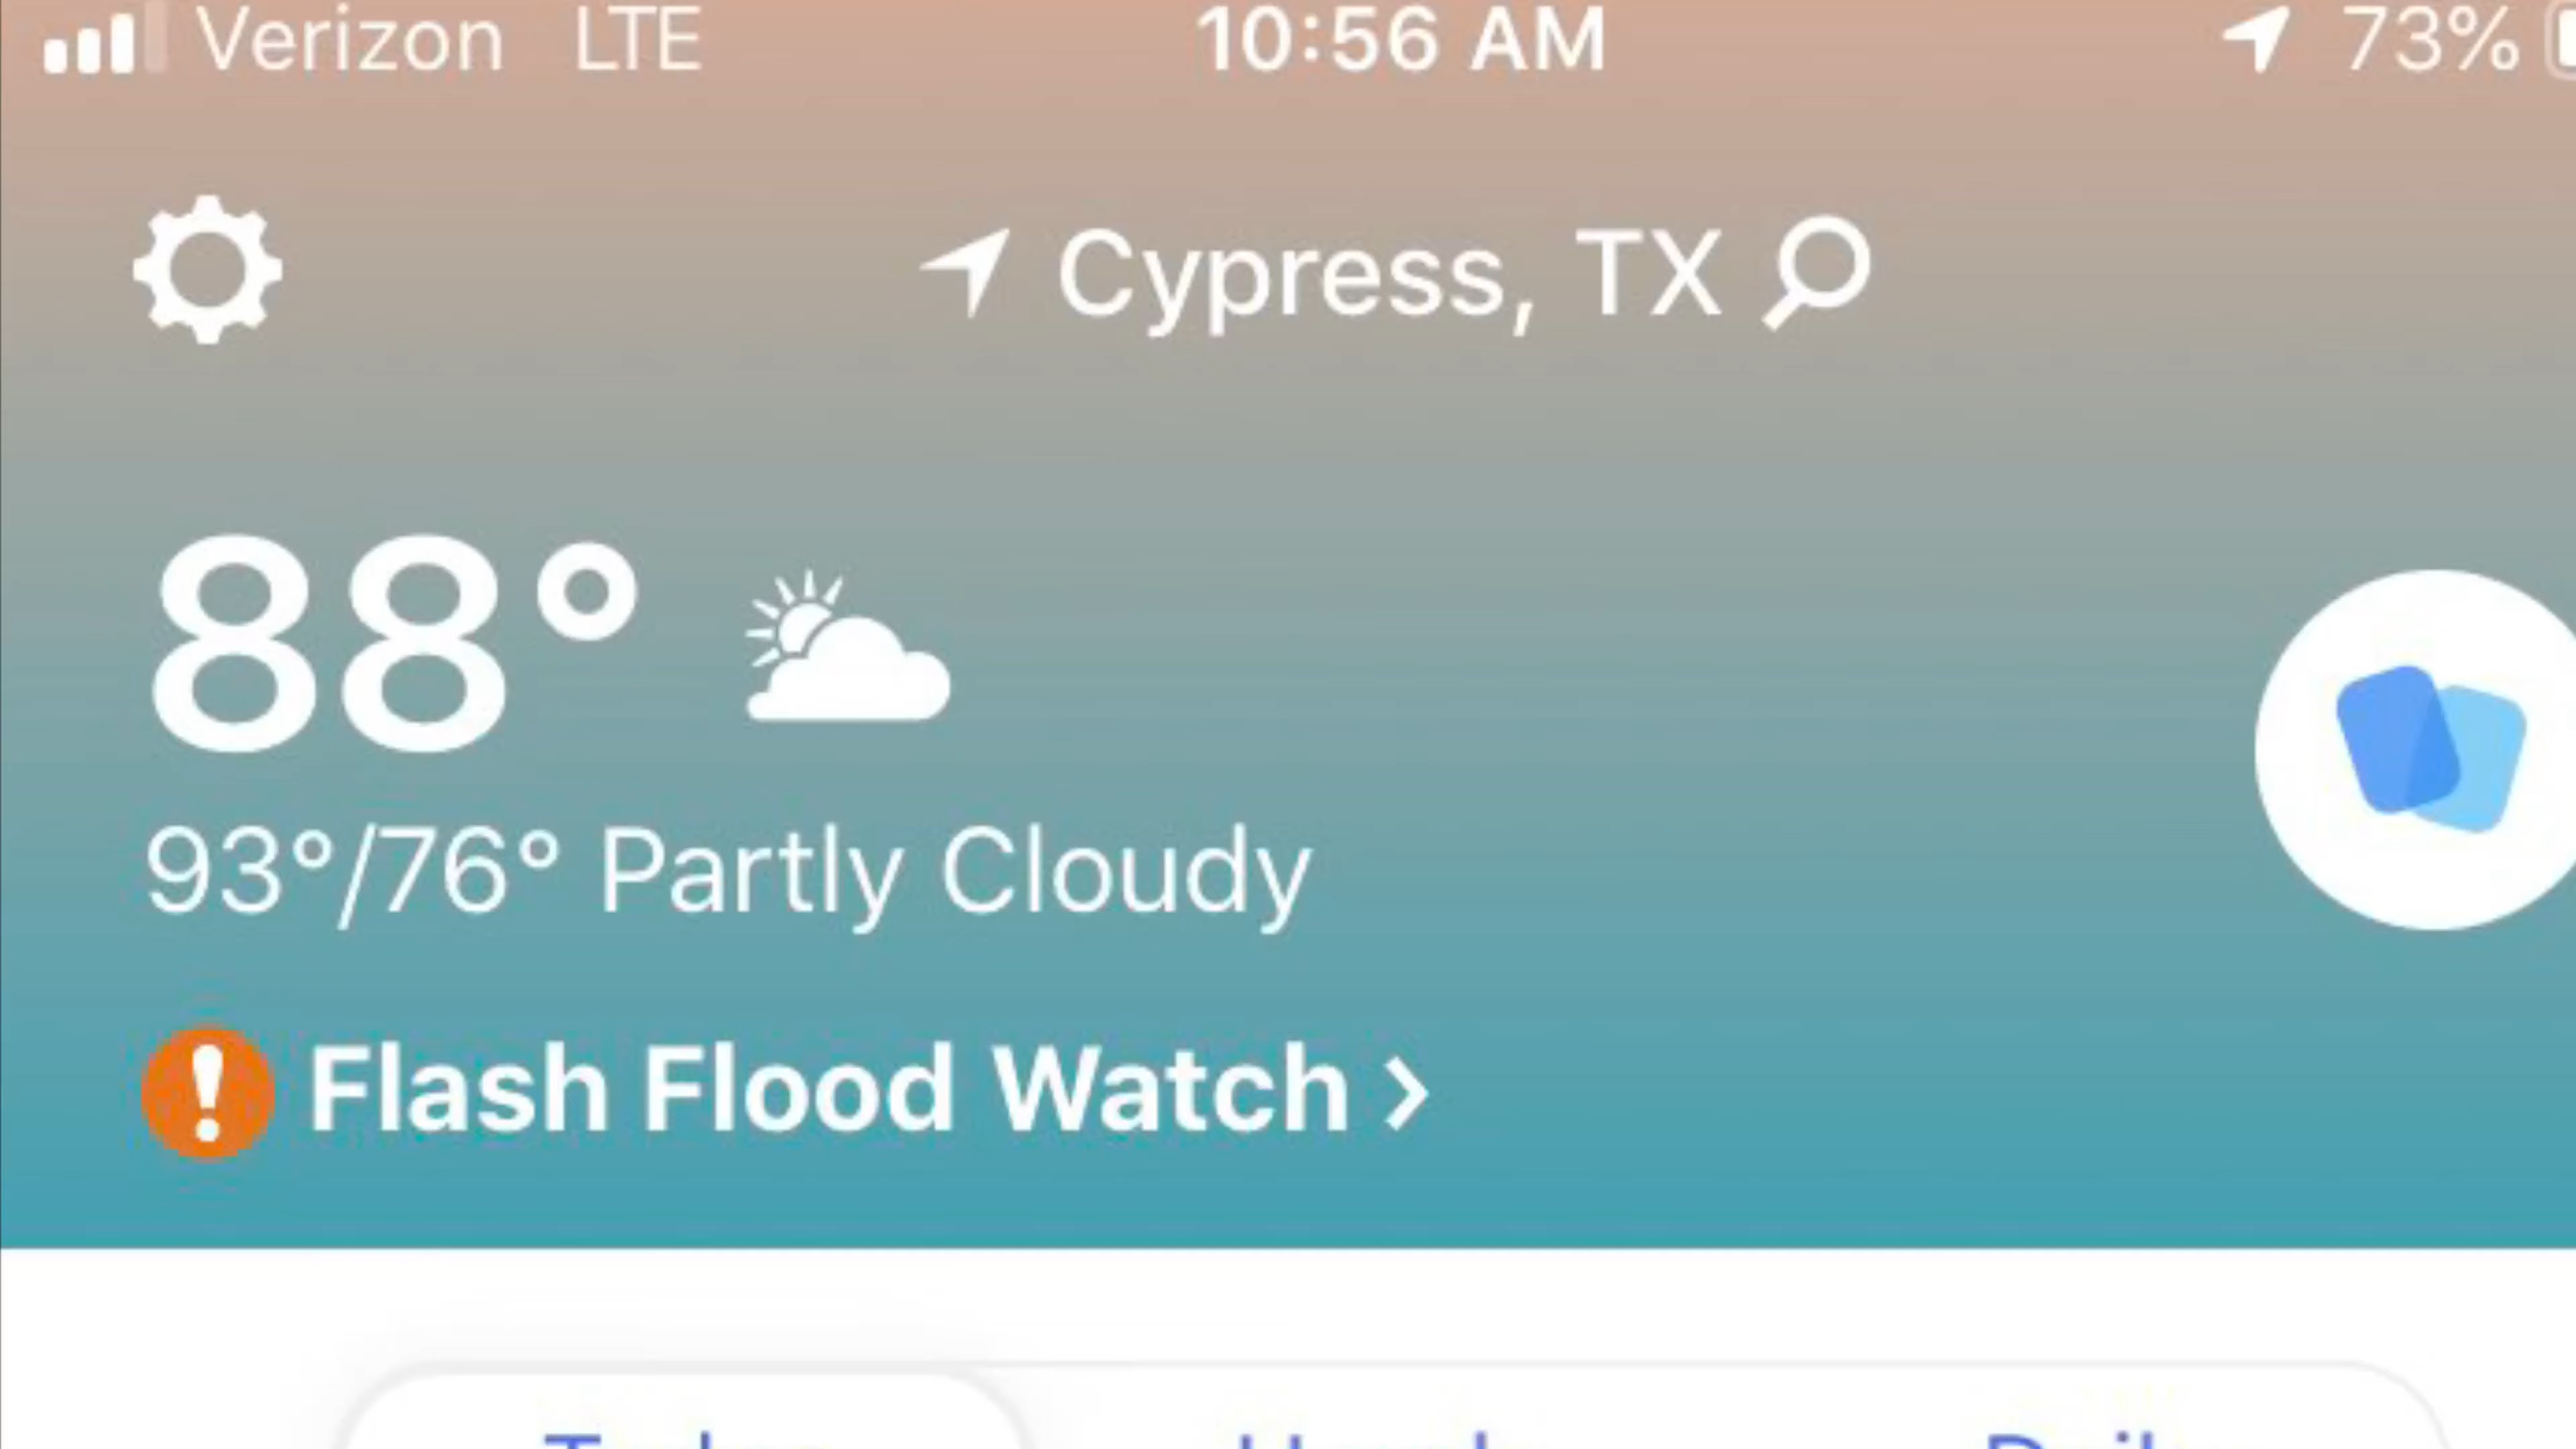 Verizon LTE 10:56 AM 73%
Cypress, TX
88°
93°/76° Partly Cloudy
Flash Flood Watch >